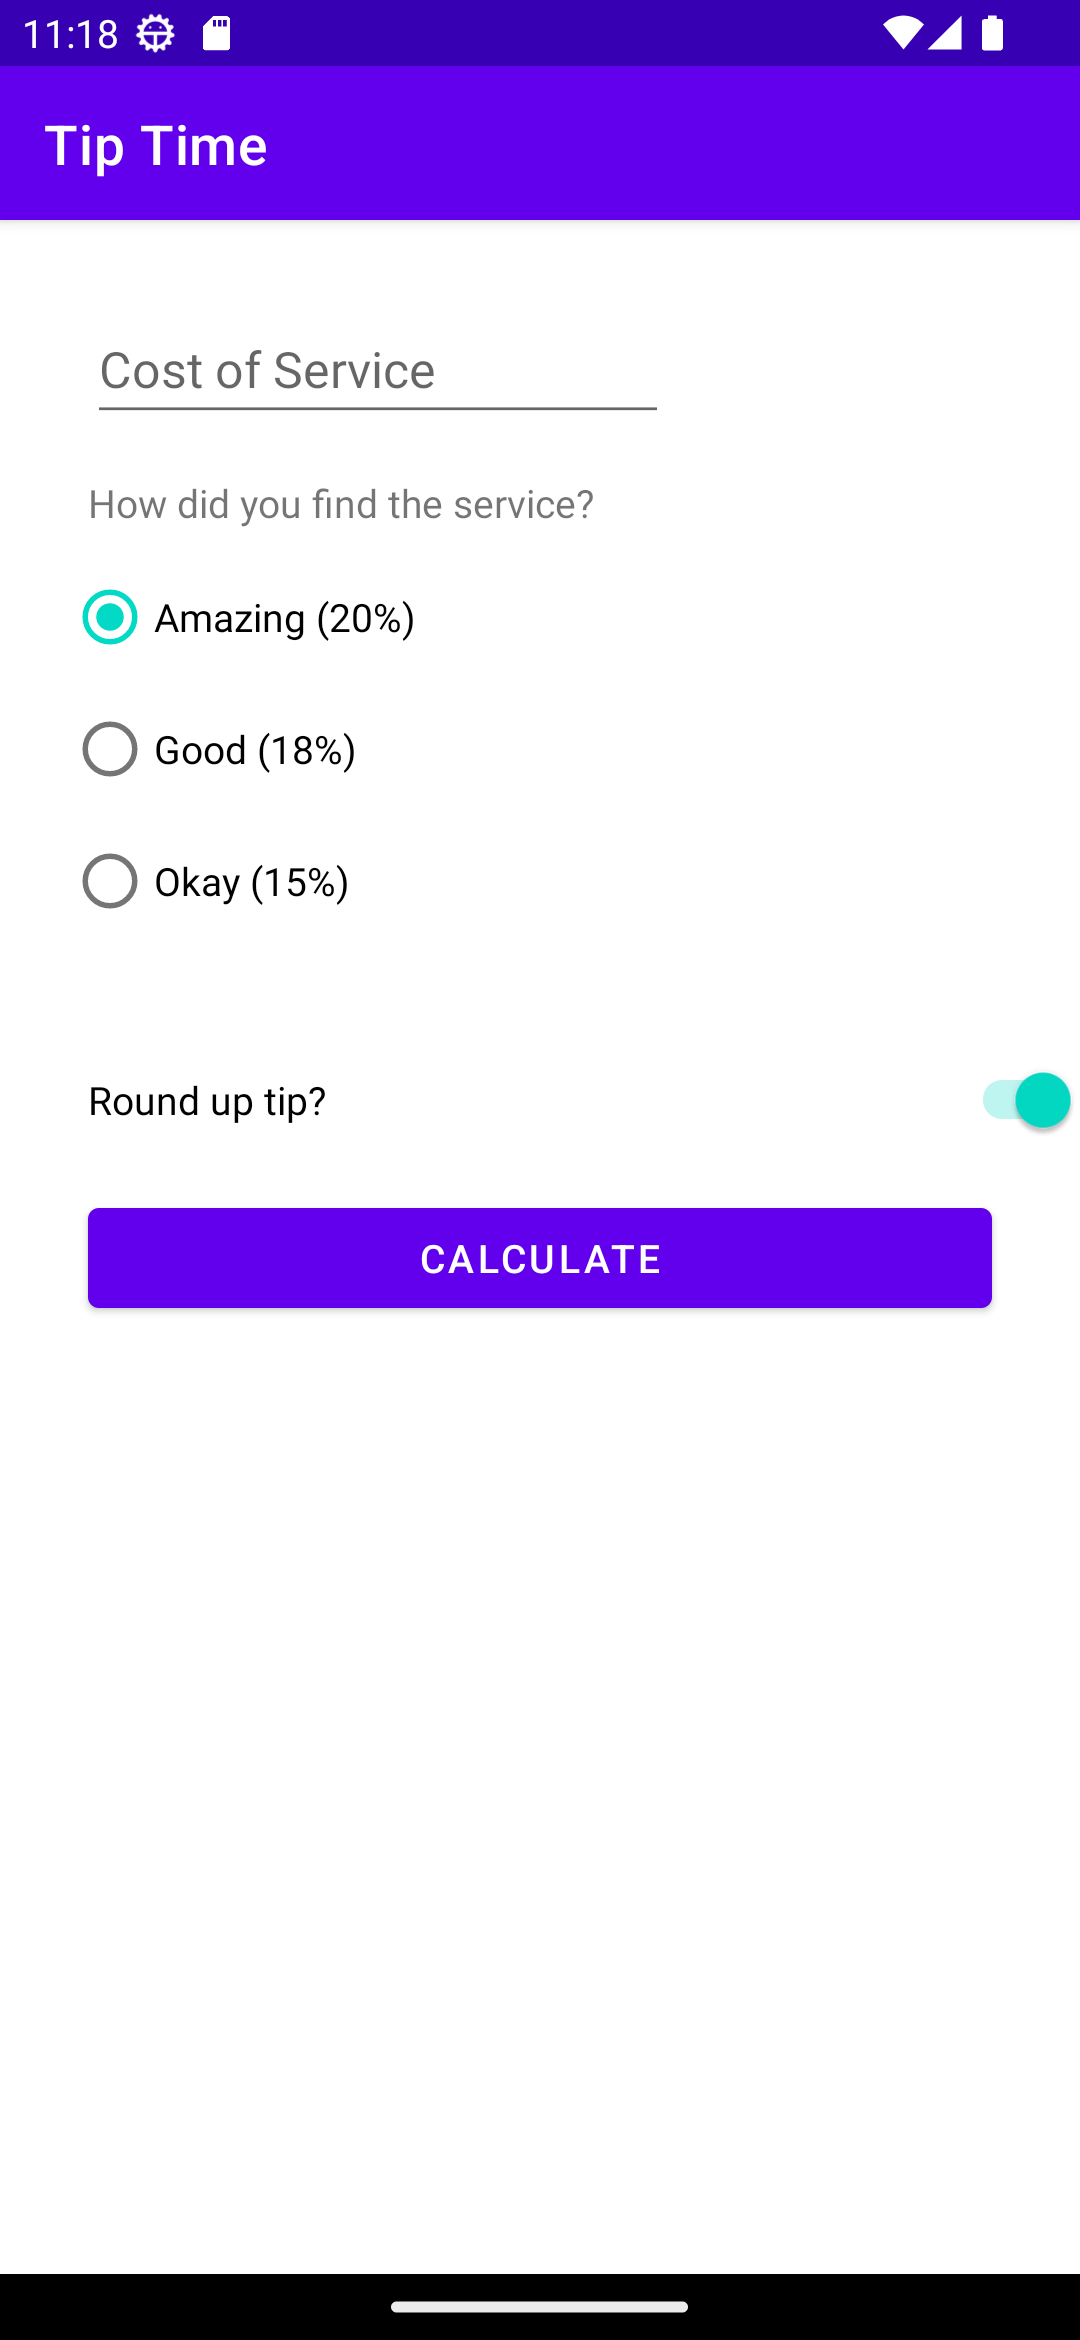 11:18
Tip Time
Cost of Service
How did you find the service?
Amazing (20%)
Good (18%)
Okay (15%)
Round up tip?
CALCULATE